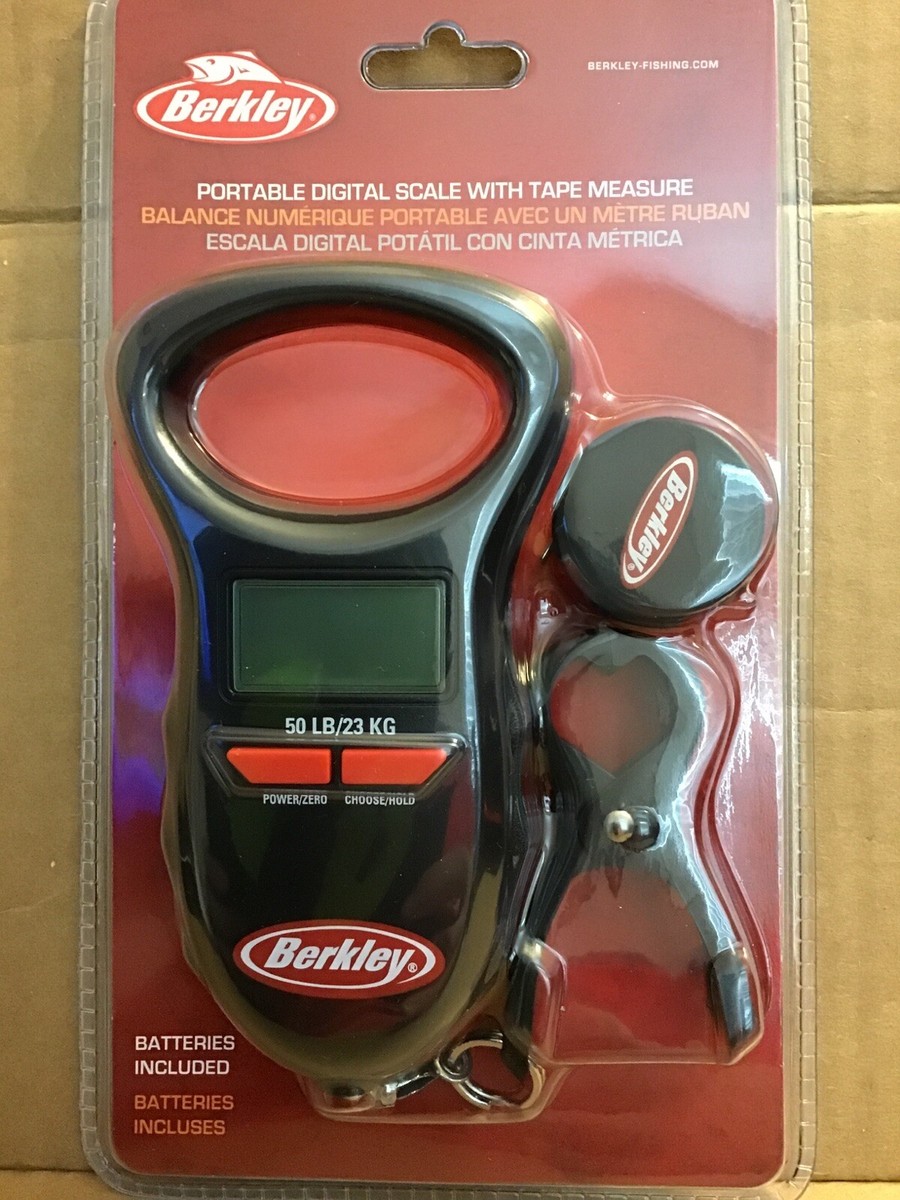 Berkley®
BERKLEY-FISHING.COM
PORTABLE DIGITAL SCALE WITH TAPE MEASURE
BALANCE NUMÉRIQUE PORTABLE AVEC UN MÈTRE RUBAN
ESCALA DIGITAL POTÁTIL CON CINTA MÉTRICA
Berkley®
50 LB/23 KG
POWER/ZERO CHOOSE/HOLD
Berkley®
BATTERIES
INCLUDED
BATTERIES
INCLUSES